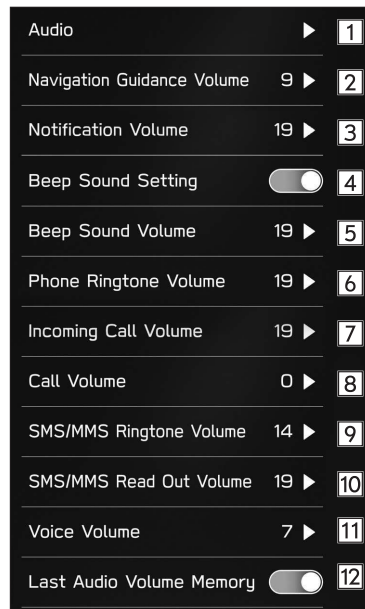 Audio 1
Navigation Guidance Volume 9 2
Notification Volume 19 3
Beep Sound Setting 4
Beep Sound Volume 19 5
Phone Ringtone Volume 19 6
Incoming Call Volume 19 7
Call Volume 0 8
SMS/MMS Ringtone Volume 14 9
SMS/MMS Read Out Volume 19 10
Voice Volume 7 11
Last Audio Volume Memory 12